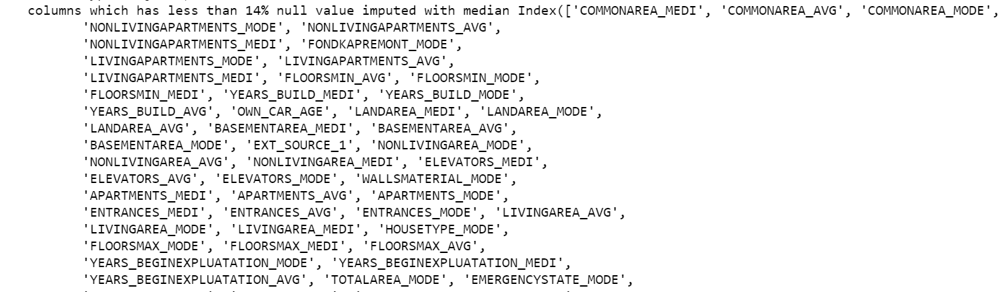 columns which has less than 14% null value imputed with median Index(['COMMONAREA_MEDI', 'COMMONAREA_AVG', 'COMMONAREA_MODE',
'NONLIVINGAPARTMENTS_MODE', 'NONLIVINGAPARTMENTS_AVG',
'NONLIVINGAPARTMENTS_MEDI', 'FONDKAPREMONT_MODE',
'LIVINGAPARTMENTS_MODE', 'LIVINGAPARTMENTS_AVG',
'LIVINGAPARTMENTS_MEDI', 'FLOORSMIN_AVG', 'FLOORSMIN_MODE',
'FLOORSMIN_MEDI', 'YEARS_BUILD_MEDI', 'YEARS_BUILD_MODE',
'YEARS_BUILD_AVG', 'OWN_CAR_AGE', 'LANDAREA_MEDI', 'LANDAREA_MODE',
'LANDAREA_AVG', 'BASEMENTAREA_MEDI', 'BASEMENTAREA_AVG',
'BASEMENTAREA_MODE', 'EXT_SOURCE_1', 'NONLIVINGAREA_MODE',
'NONLIVINGAREA_AVG', 'NONLIVINGAREA_MEDI', 'ELEVATORS_MEDI',
'ELEVATORS_AVG', 'ELEVATORS_MODE', 'WALLSMATERIAL_MODE',
'APARTMENTS_MEDI', 'APARTMENTS_AVG', 'APARTMENTS_MODE',
'ENTRANCES_MEDI', 'ENTRANCES_AVG', 'ENTRANCES_MODE', 'LIVINGAREA_AVG',
'LIVINGAREA_MODE', 'LIVINGAREA_MEDI', 'HOUSETYPE_MODE',
'FLOORSMAX_MODE', 'FLOORSMAX_MEDI', 'FLOORSMAX_AVG',
'YEARS_BEGINEXPLUATATION_MODE', 'YEARS_BEGINEXPLUATATION_MEDI',
'YEARS_BEGINEXPLUATATION_AVG', 'TOTALAREA_MODE', 'EMERGENCYSTATE_MODE',